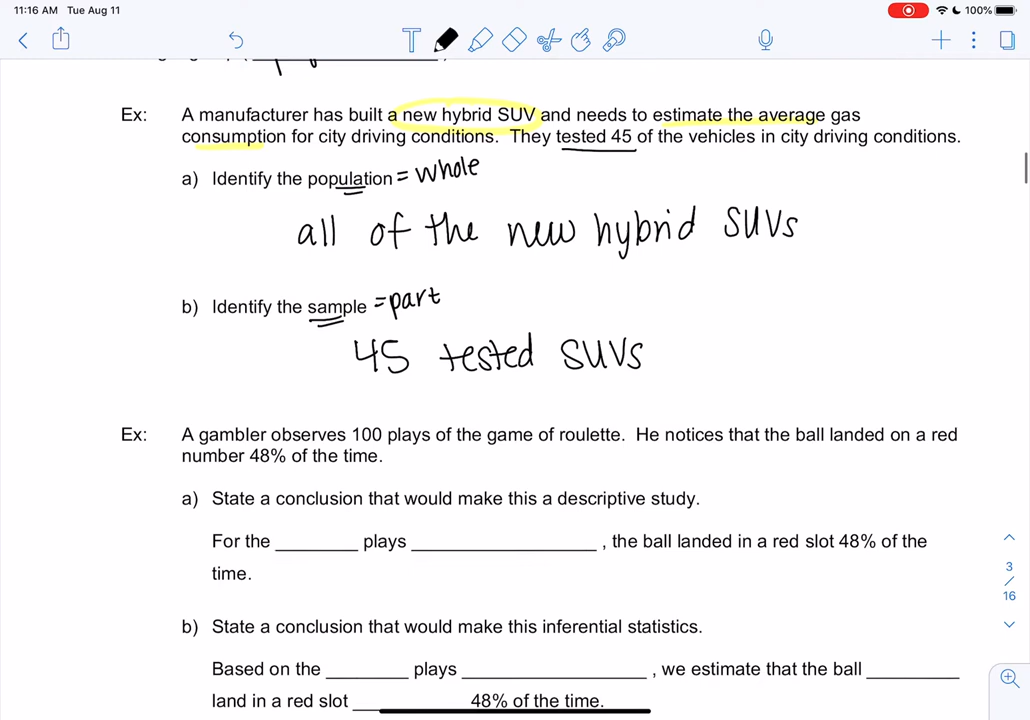 11:16 AM Tue Aug 11 100%
T
Ex: A manufacturer has built a new hybrid SUV and needs to estimate the average gas
consumption for city driving conditions. They tested 45 of the vehicles in city driving conditions.
a) Identify the population = whole
all of the new hybrid SUVs
b) Identify the sample = part
45 tested SUVs
Ex: A gambler observes 100 plays of the game of roulette. He notices that the ball landed on a red
number 48% of the time.
a) State a conclusion that would make this a descriptive study.
For the ________ plays __________________ , the ball landed in a red slot 48% of the
time.
3
/
16
b) State a conclusion that would make this inferential statistics.
Based on the ________ plays __________________ , we estimate that the ball _________
land in a red slot ___________ 48% of the time.